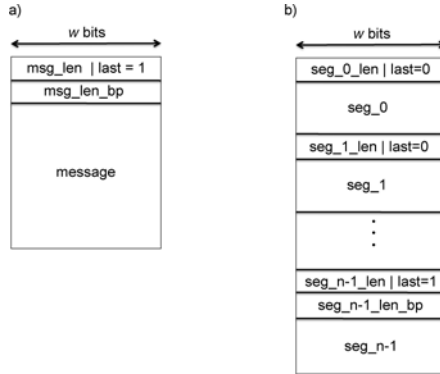 a)
w bits
msg_len | last = 1
msg_len_bp
message
b)
w bits
seg_0_len | last=0
seg_0
seg_1_len | last=0
seg_1
seg_n-1_len | last=1
seg_n-1_len_bp
seg_n-1